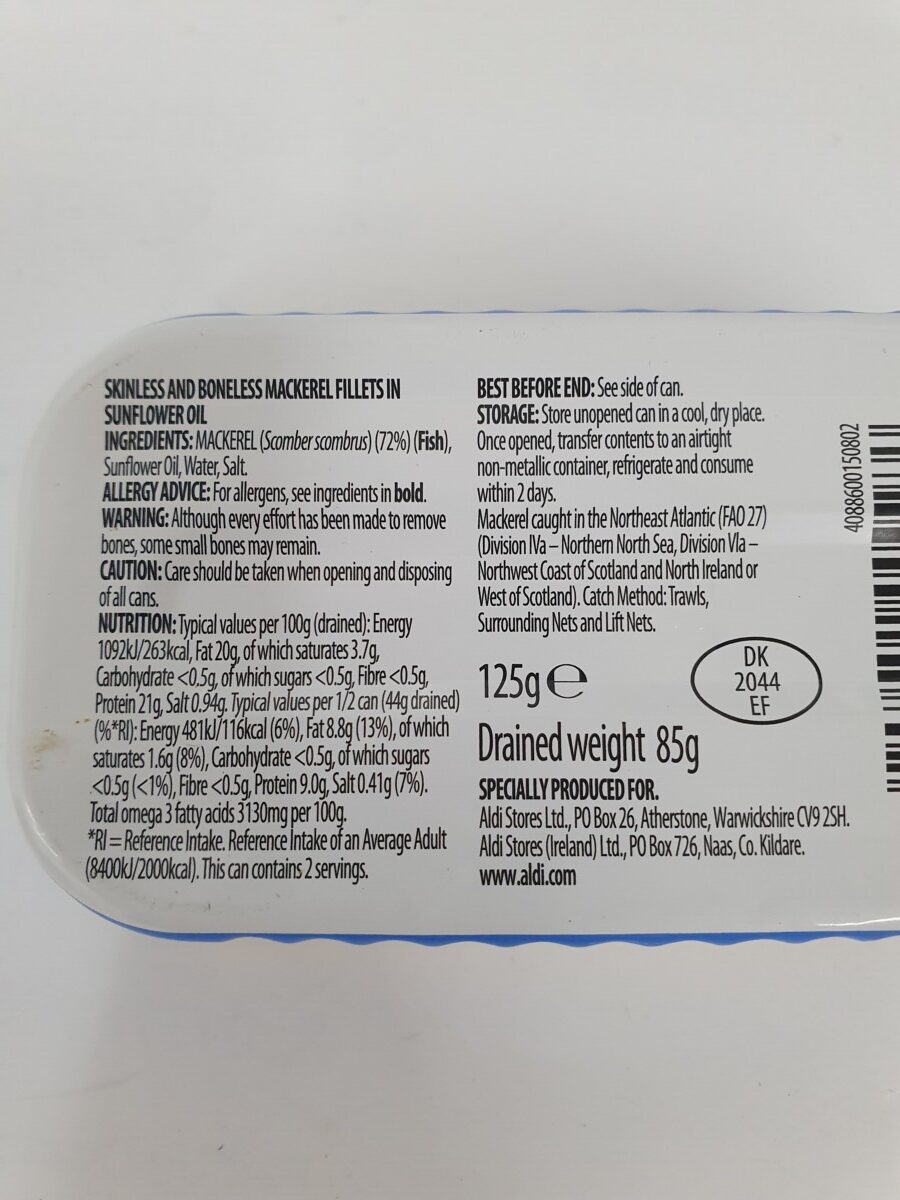 SKINLESS AND BONELESS MACKEREL FILLETS IN
SUNFLOWER OIL
INGREDIENTS: MACKEREL (Scomber scombrus) (72%) (Fish),
Sunflower Oil, Water, Salt.
ALLERGY ADVICE: For allergens, see ingredients in bold.
WARNING: Although every effort has been made to remove
bones, some small bones may remain.
CAUTION: Care should be taken when opening and disposing
of all cans.
NUTRITION: Typical values per 100g (drained): Energy
1092kJ/263kcal, Fat 20g, of which saturates 3.7g,
Carbohydrate <0.5g, of which sugars <0.5g, Fibre <0.5g,
Protein 21g, Salt 0.94g. Typical values per 1/2 can (44g drained)
(%*RI): Energy 481kJ/116kcal (6%), Fat 8.8g (13%), of which
saturates 1.6g (8%), Carbohydrate <0.5g, of which sugars
<0.5g (<1%), Fibre <0.5g, Protein 9.0g, Salt 0.41g (7%).
Total omega 3 fatty acids 3130mg per 100g.
*RI = Reference Intake. Reference Intake of an Average Adult
(8400kJ/2000kcal). This can contains 2 servings.
BEST BEFORE END: See side of can.
STORAGE: Store unopened can in a cool, dry place.
Once opened, transfer contents to an airtight
non-metallic container, refrigerate and consume
within 2 days.
Mackerel caught in the Northeast Atlantic (FAO 27)
(Division IVa – Northern North Sea, Division VIa –
Northwest Coast of Scotland and North Ireland or
West of Scotland). Catch Method: Trawls,
Surrounding Nets and Lift Nets.
125g ℮
DK
2044
EF
Drained weight 85g
SPECIALLY PRODUCED FOR.
Aldi Stores Ltd., PO Box 26, Atherstone, Warwickshire CV9 2SH.
Aldi Stores (Ireland) Ltd., PO Box 726, Naas, Co. Kildare.
www.aldi.com
4088600150802